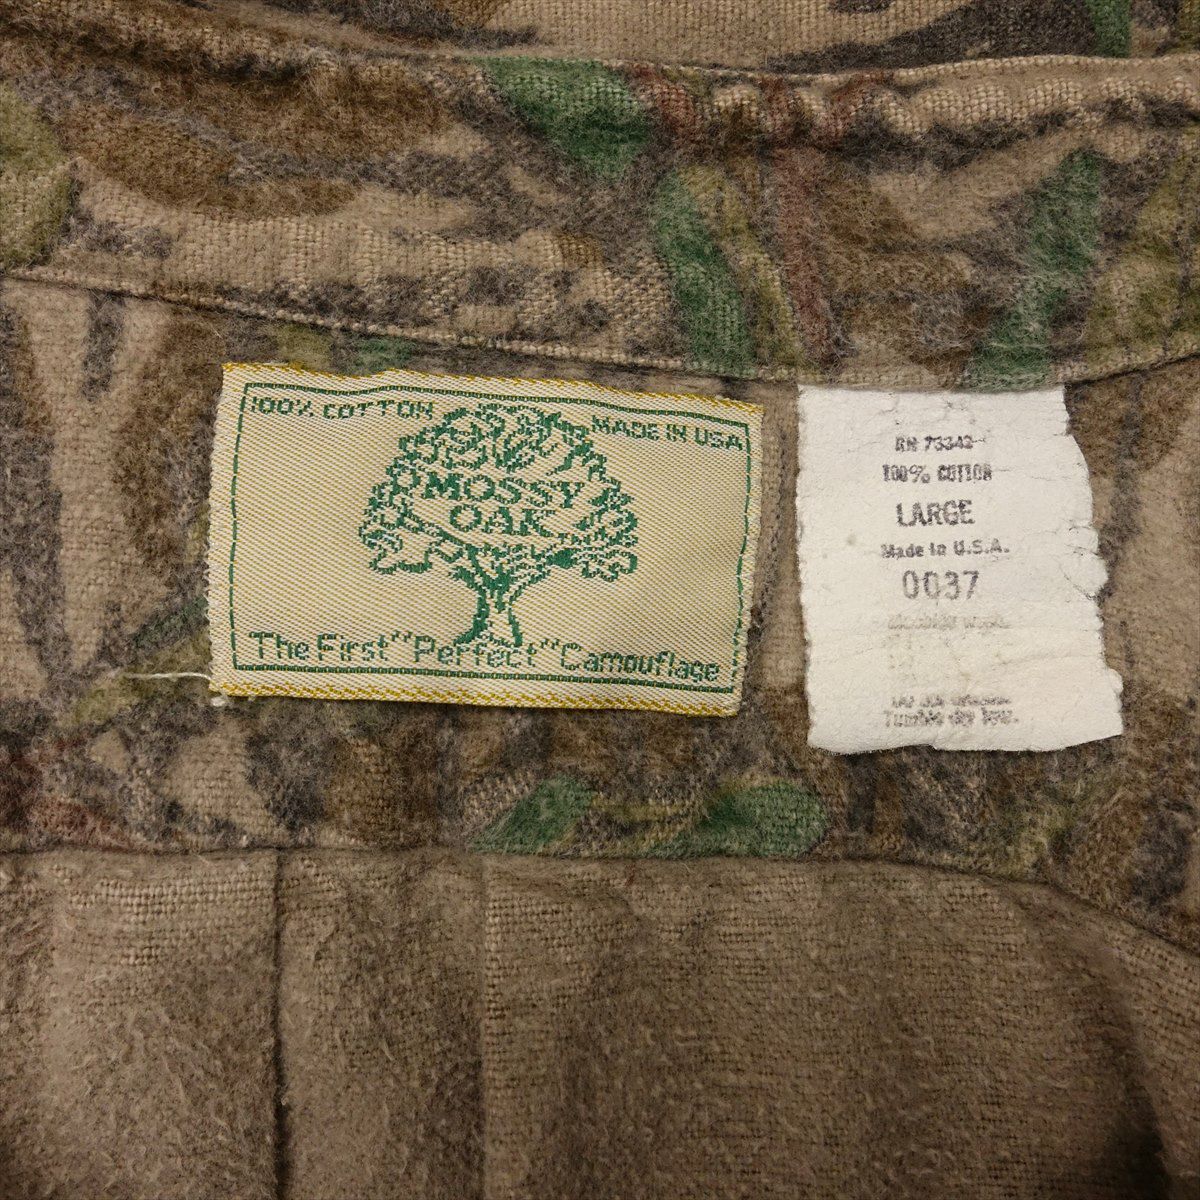 100% COTTON
MADE IN USA
MOSSY
OAK TM
The First "Perfect" Camouflage
RN 73342
100% COTTON
LARGE
Made in U.S.A.
0037
Tumble dry low.